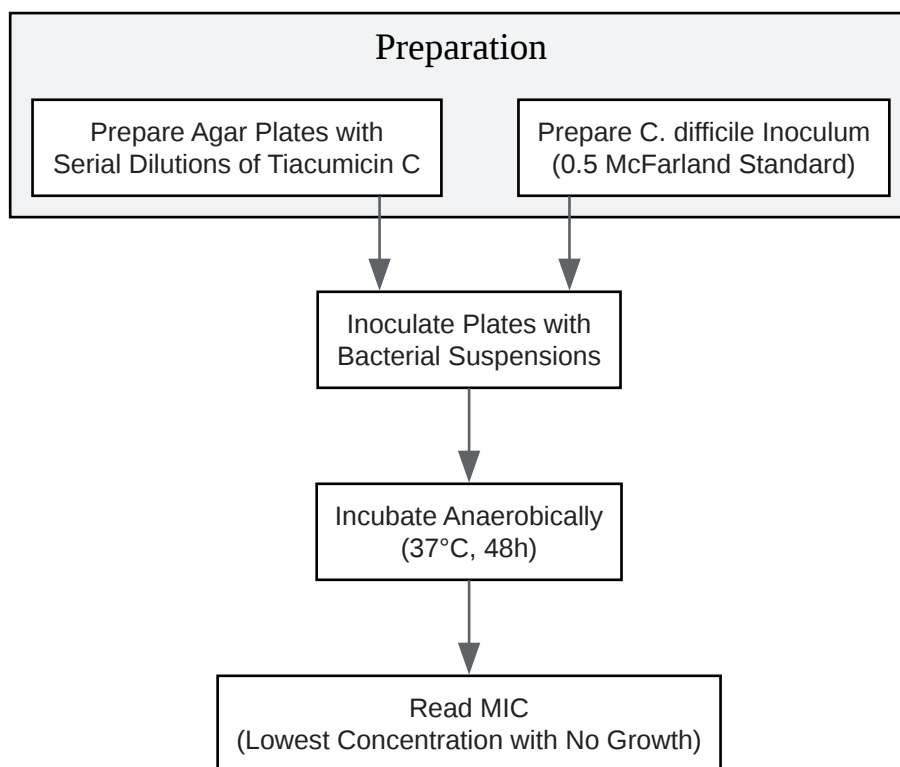 Preparation
Prepare Agar Plates with
Serial Dilutions of Tiacumicin C
Prepare C. difficile Inoculum
(0.5 McFarland Standard)
Inoculate Plates with
Bacterial Suspensions
Incubate Anaerobically
(37°C, 48h)
Read MIC
(Lowest Concentration with No Growth)